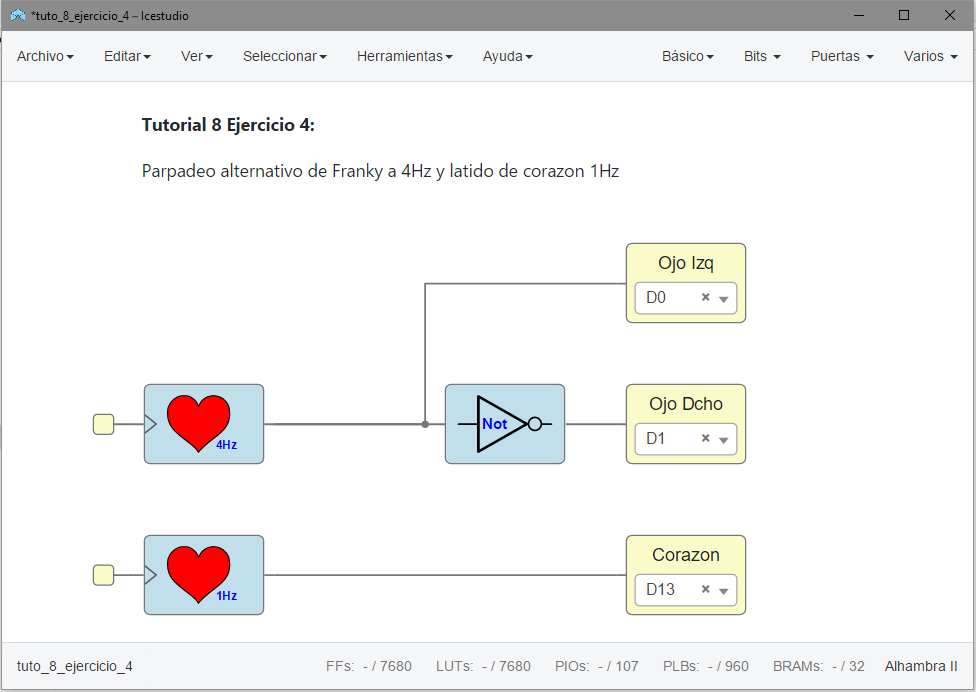 *tuto_8_ejercicio_4 – Icestudio
Archivo Editar Ver Seleccionar Herramientas Ayuda Básico Bits Puertas Varios
Tutorial 8 Ejercicio 4:
Parpadeo alternativo de Franky a 4Hz y latido de corazon 1Hz
Ojo Izq
D0 ×
4Hz
Not
Ojo Dcho
D1 ×
1Hz
Corazon
D13 ×
tuto_8_ejercicio_4 FFs: - / 7680 LUTs: - / 7680 PIOs: - / 107 PLBs: - / 960 BRAMs: - / 32 Alhambra II